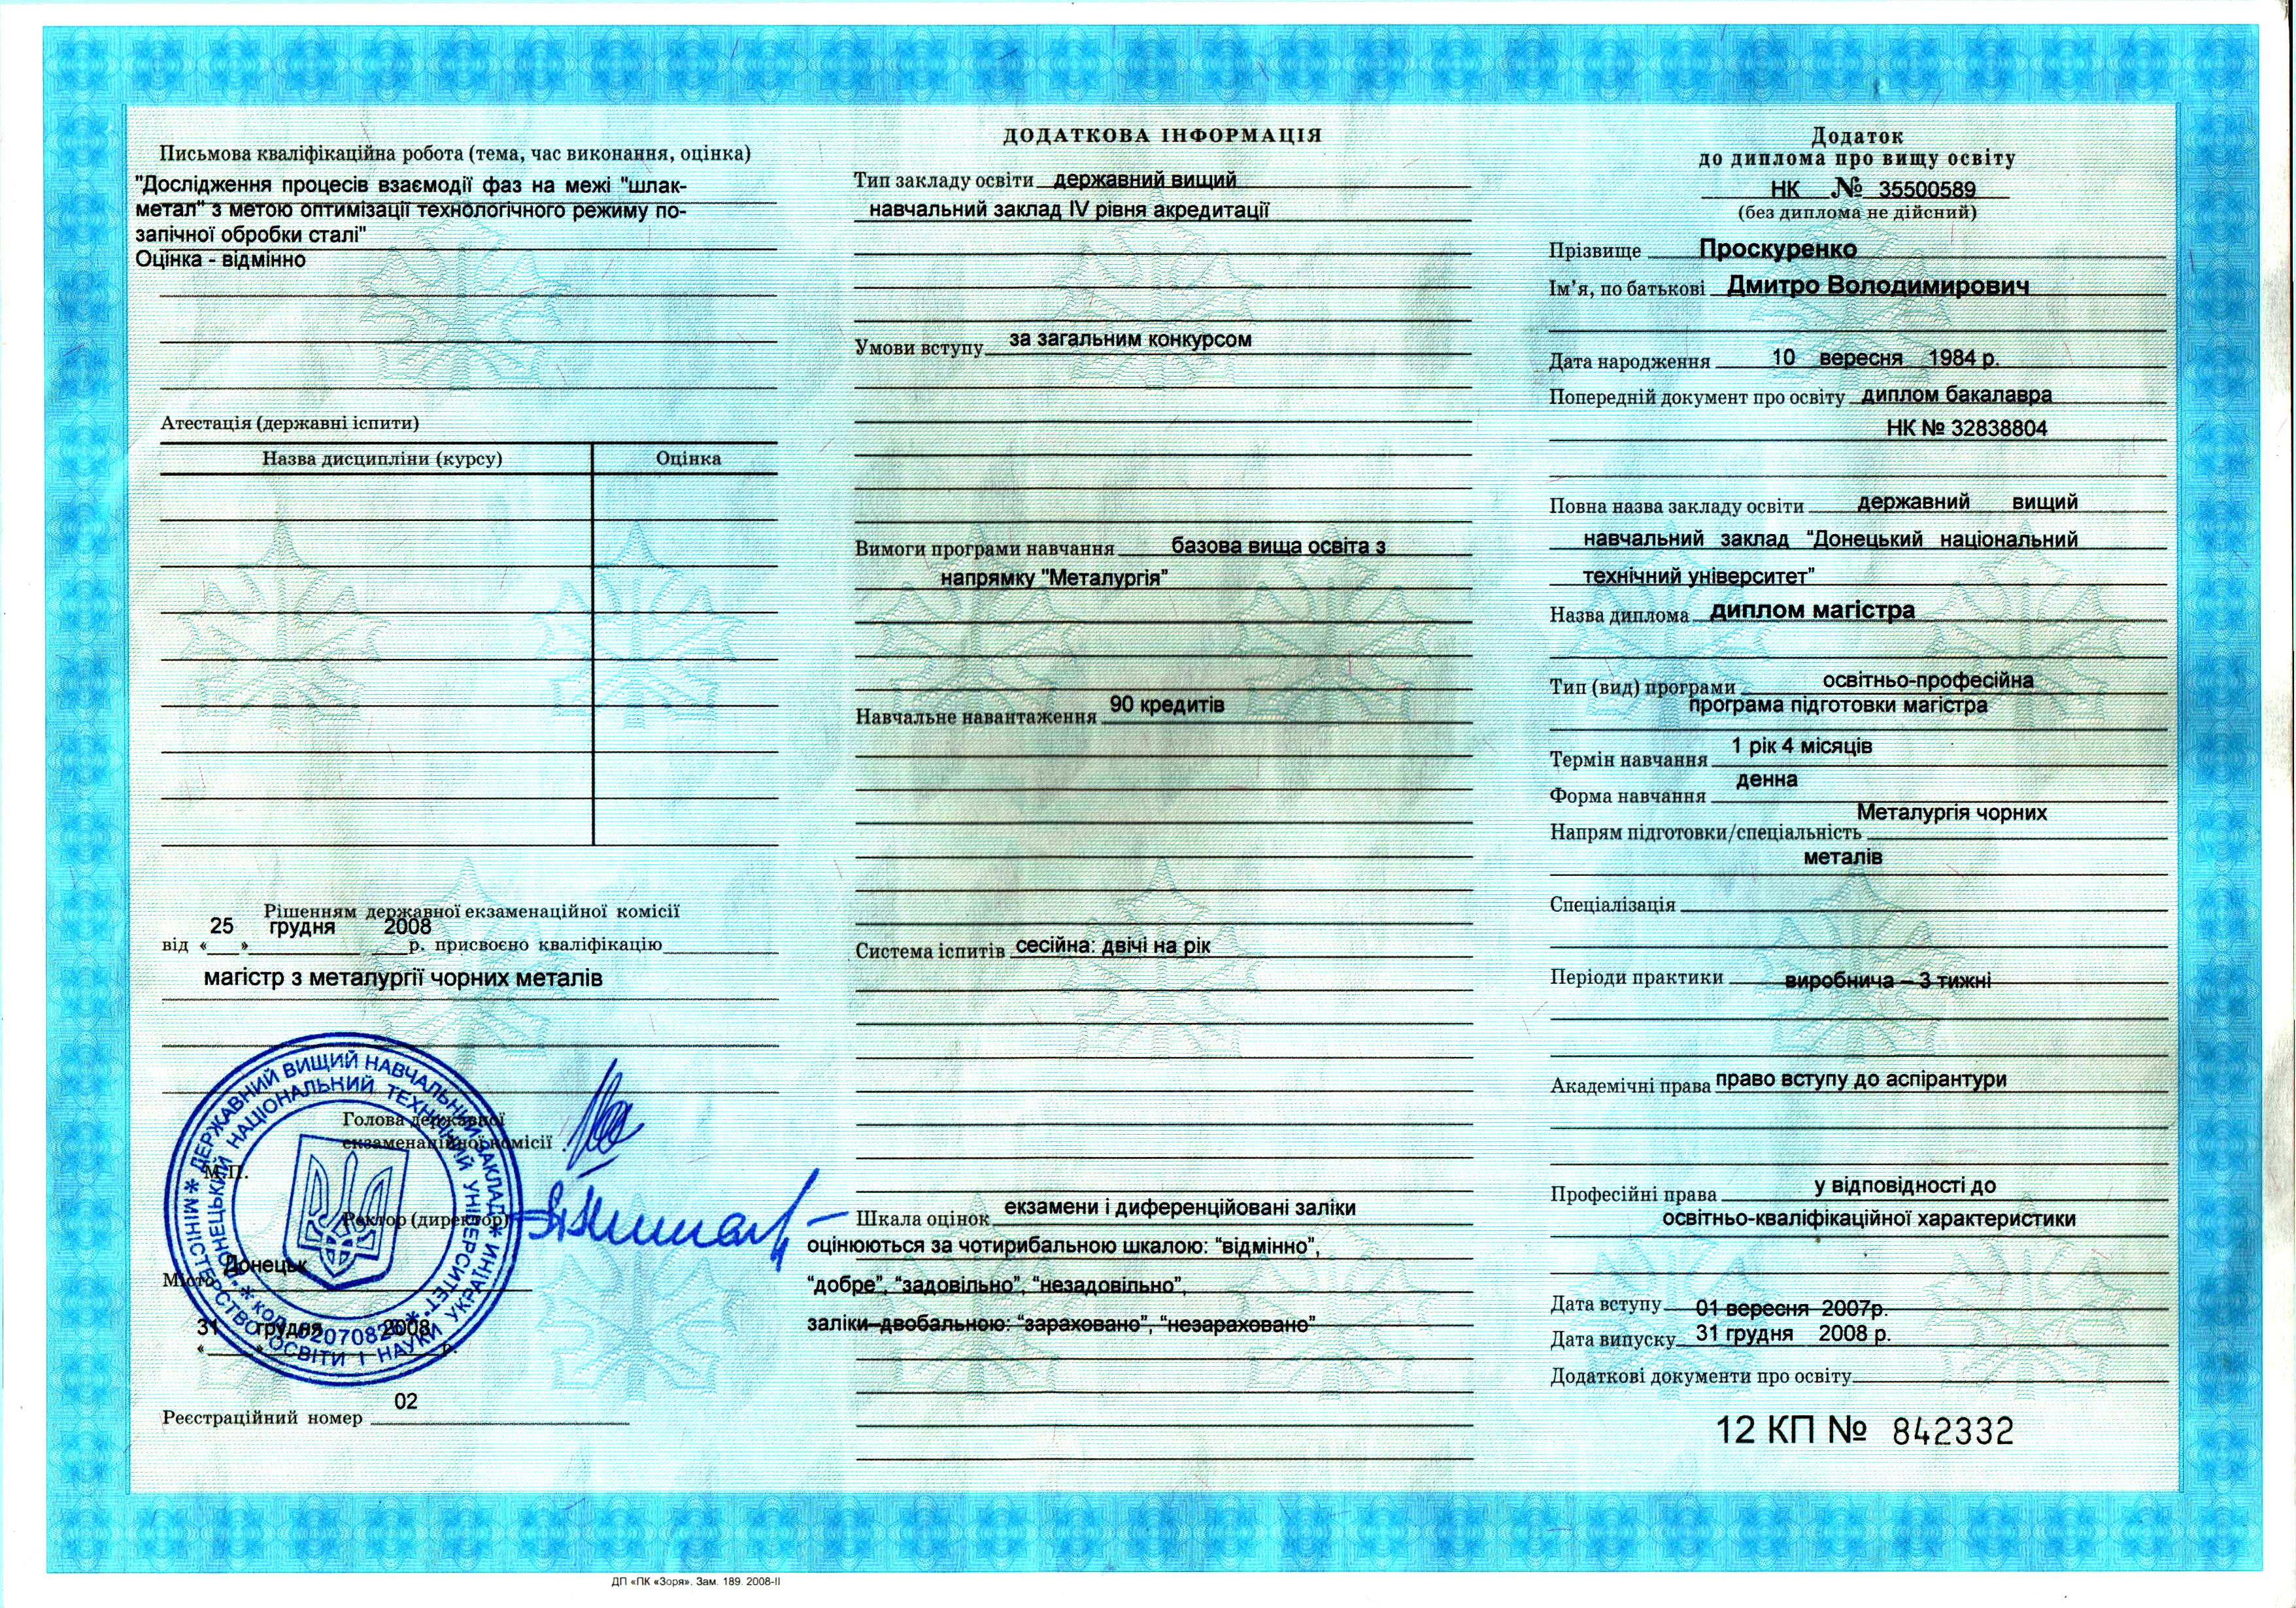 Письмова кваліфікаційна робота (тема, час виконання, оцінка)
"Дослідження процесів взаємодії фаз на межі "шлак-
метал" з метою оптимізації технологічного режиму по-
запічної обробки сталі"
Оцінка - відмінно
Атестація (державні іспити)
Назва дисципліни (курсу) Оцінка
Рішенням державної екзаменаційної комісії
від « 25 » грудня 2008 р. присвоєно кваліфікацію
магістр з металургії чорних металів
Голова державної
екзаменаційної комісії
М.П.
Ректор (директор)
Місто Донецьк
« 31 » грудня 2008 р.
Реєстраційний номер 02
* МІНІСТЕРСТВО ОСВІТИ І НАУКИ УКРАЇНИ * ДЕРЖАВНИЙ ВИЩИЙ НАВЧАЛЬНИЙ ЗАКЛАД
ДОНЕЦЬКИЙ НАЦІОНАЛЬНИЙ ТЕХНІЧНИЙ УНІВЕРСИТЕТ" * КОД 02070826 *
ДОДАТКОВА ІНФОРМАЦІЯ
Тип закладу освіти державний вищий
навчальний заклад IV рівня акредитації
Умови вступу за загальним конкурсом
Вимоги програми навчання базова вища освіта з
напрямку "Металургія"
Навчальне навантаження 90 кредитів
Система іспитів сесійна: двічі на рік
Шкала оцінок екзамени і диференційовані заліки
оцінюються за чотирибальною шкалою: “відмінно”,
“добре”, “задовільно”, “незадовільно”,
заліки–двобальною: “зараховано”, “незараховано”
Додаток
до диплома про вищу освіту
НК № 35500589
(без диплома не дійсний)
Прізвище Проскуренко
Ім’я, по батькові Дмитро Володимирович
Дата народження 10 вересня 1984 р.
Попередній документ про освіту диплом бакалавра
НК № 32838804
Повна назва закладу освіти державний вищий
навчальний заклад “Донецький національний
технічний університет”
Назва диплома диплом магістра
Тип (вид) програми освітньо-професійна
програма підготовки магістра
Термін навчання 1 рік 4 місяців
Форма навчання денна
Напрям підготовки/спеціальність Металургія чорних
металів
Спеціалізація
Періоди практики виробнича – 3 тижні
Академічні права право вступу до аспірантури
Професійні права у відповідності до
освітньо-кваліфікаційної характеристики
Дата вступу 01 вересня 2007р.
Дата випуску 31 грудня 2008 р.
Додаткові документи про освіту
12 КП № 842332
ДП «ПК «Зоря». Зам. 189. 2008-II